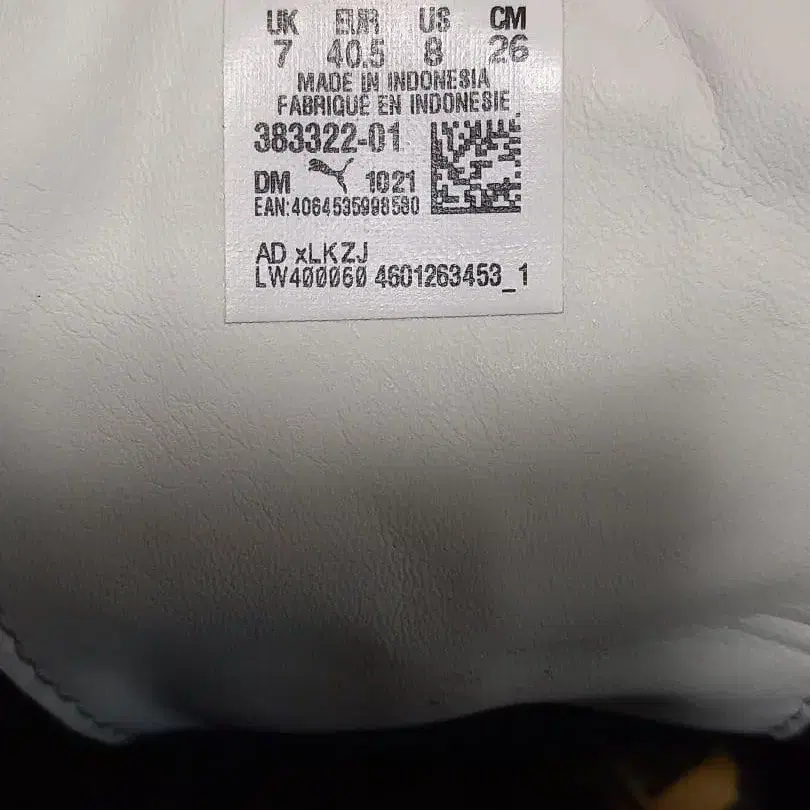 UK EUR US CM
7 40.5 8 26
MADE IN INDONESIA
FABRIQUÉ EN INDONESIE
383322-01
DM 1021
EAN:4064535998580
AD xLKZJ
LW400060 4601263453_1